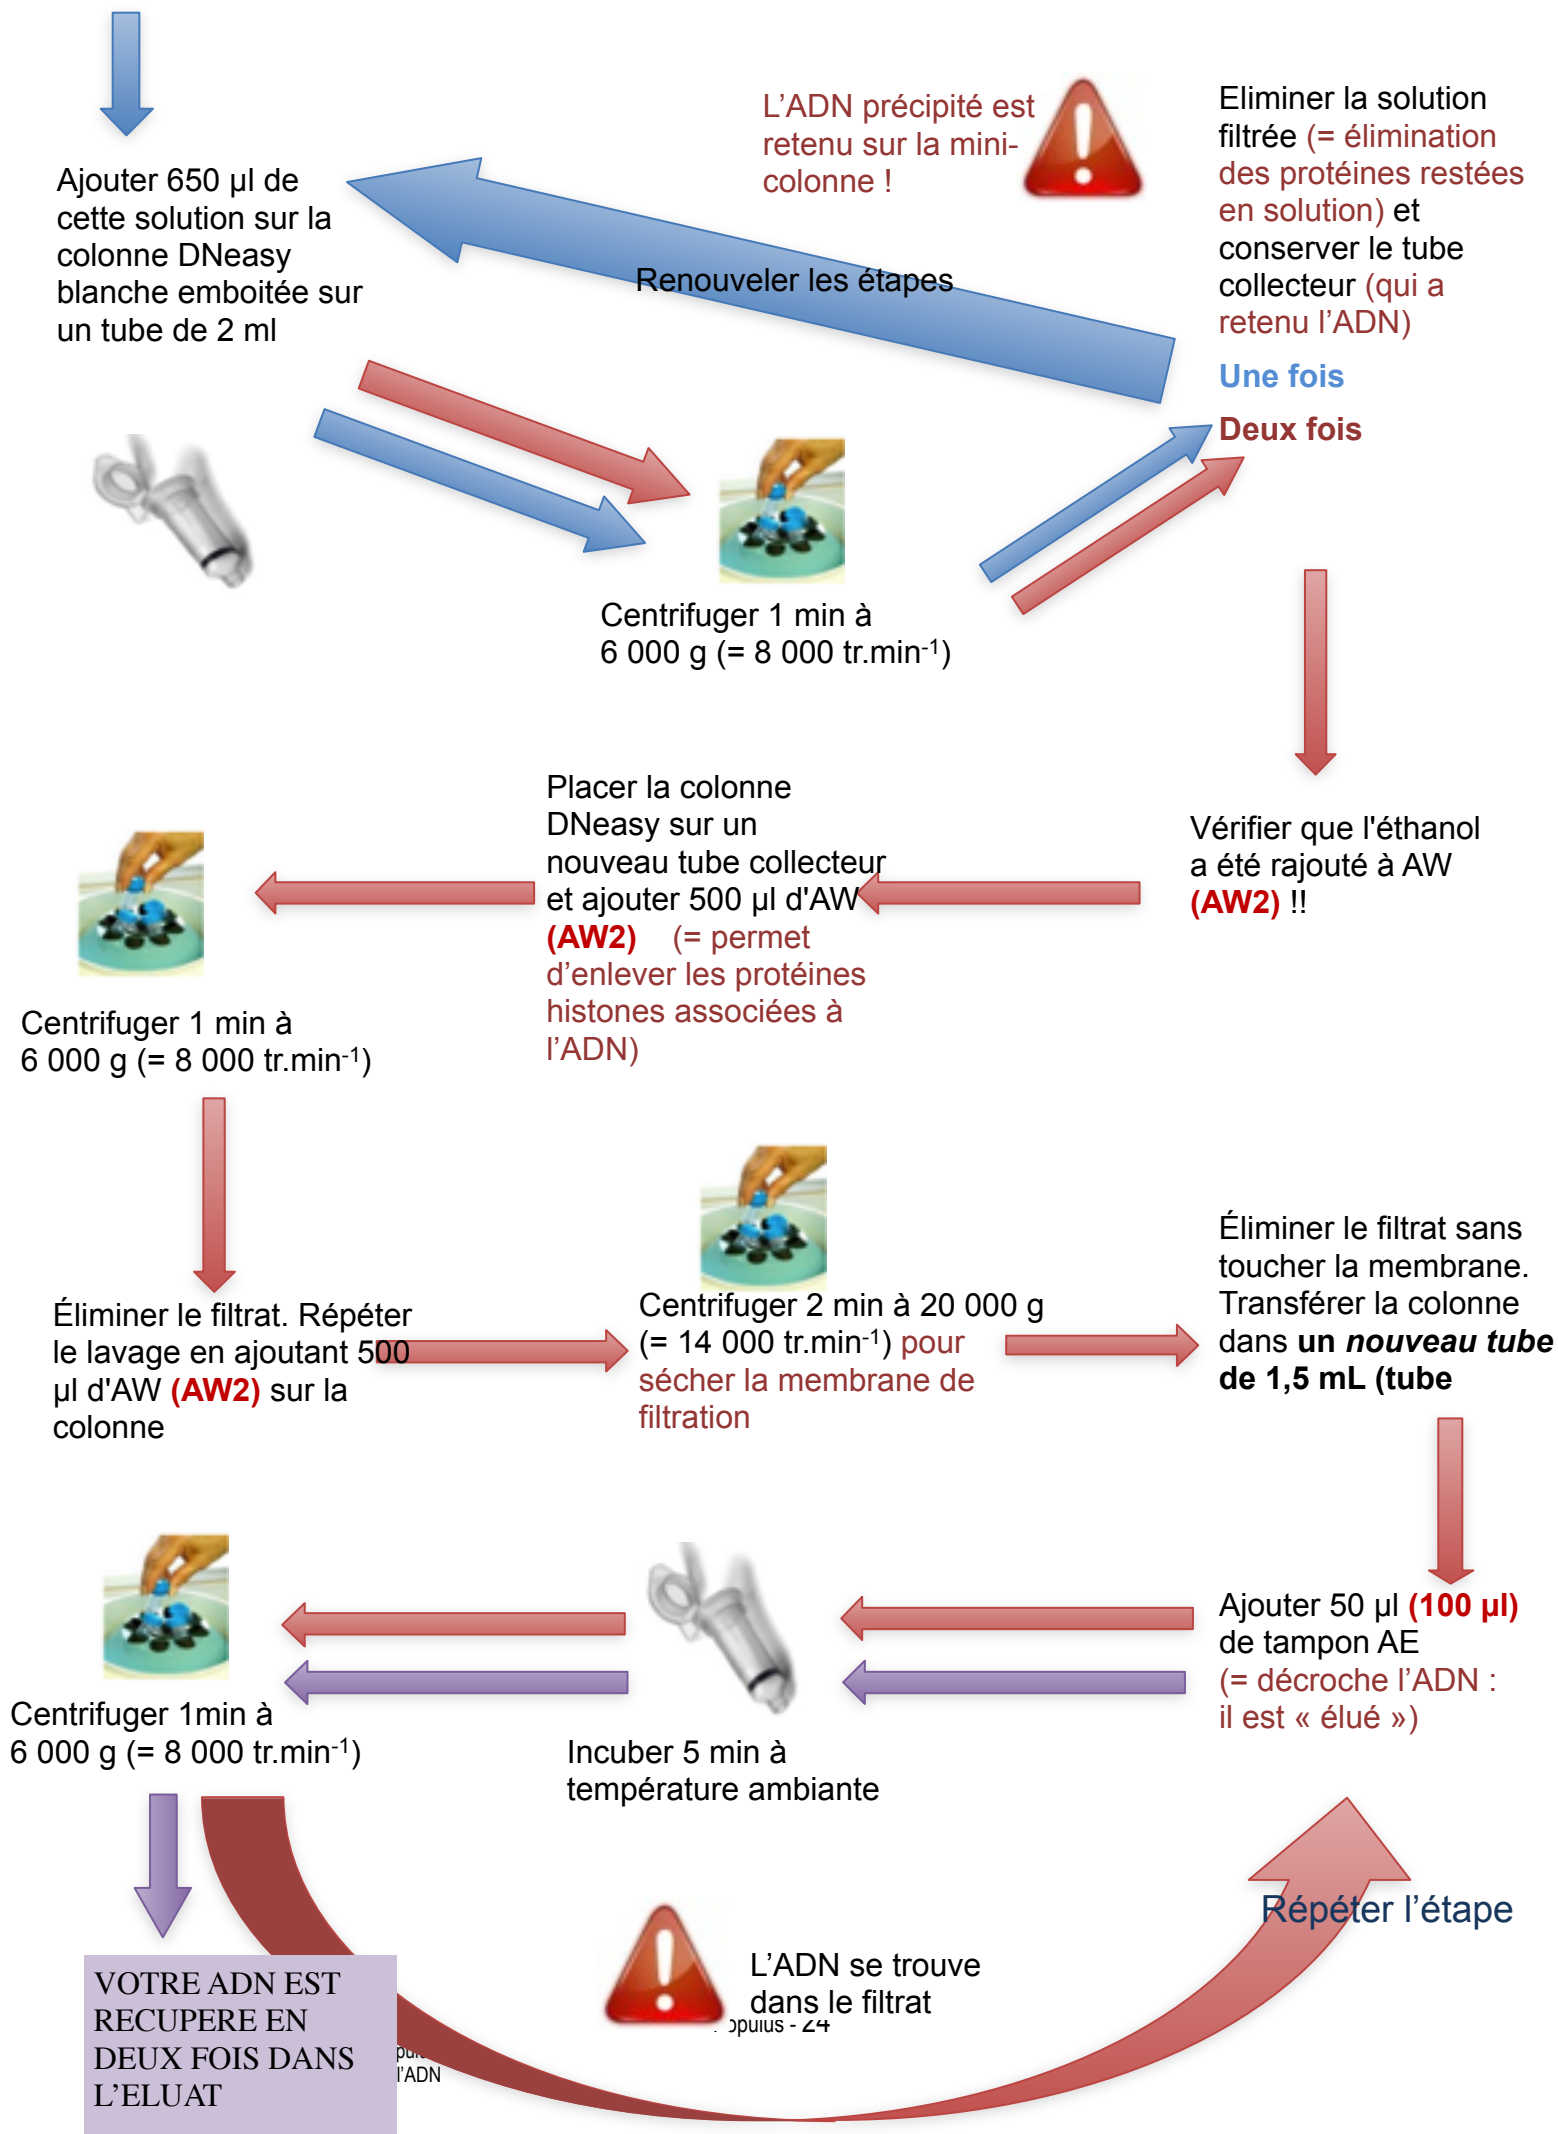 L'ADN précipité est
retenu sur la mini-
colonne !
Eliminer la solution
filtrée (= élimination
des protéines restées
en solution) et
conserver le tube
collecteur (qui a
retenu l'ADN)
Une fois
Deux fois
Ajouter 650 µl de
cette solution sur la
colonne DNeasy
blanche emboitée sur
un tube de 2 ml
Renouveler les étapes
Centrifuger 1 min à
6 000 g (= 8 000 tr.min-1)
Vérifier que l'éthanol
a été rajouté à AW
(AW2) !!
Placer la colonne
DNeasy sur un
nouveau tube collecteur
et ajouter 500 µl d'AW
(AW2) (= permet
d'enlever les protéines
histones associées à
l'ADN)
Centrifuger 1 min à
6 000 g (= 8 000 tr.min-1)
Éliminer le filtrat. Répéter
le lavage en ajoutant 500
µl d'AW (AW2) sur la
colonne
Centrifuger 2 min à 20 000 g
(= 14 000 tr.min-1) pour
sécher la membrane de
filtration
Éliminer le filtrat sans
toucher la membrane.
Transférer la colonne
dans un nouveau tube
de 1,5 mL (tube
Ajouter 50 µl (100 µl)
de tampon AE
(= décroche l'ADN :
il est « élué »)
Incuber 5 min à
température ambiante
Centrifuger 1min à
6 000 g (= 8 000 tr.min-1)
Répéter l'étape
VOTRE ADN EST
RECUPERE EN
DEUX FOIS DANS
L'ELUAT
L'ADN se trouve
dans le filtrat
24
l'ADN